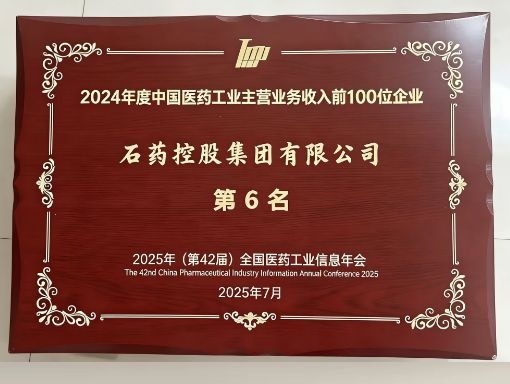 2024年度中国医药工业主营业务收入前100位企业
石药控股集团有限公司
第 6 名
2025年（第42届）全国医药工业信息年会
The 42nd China Pharmaceutical Industry Information Annual Conference 2025
2025年7月